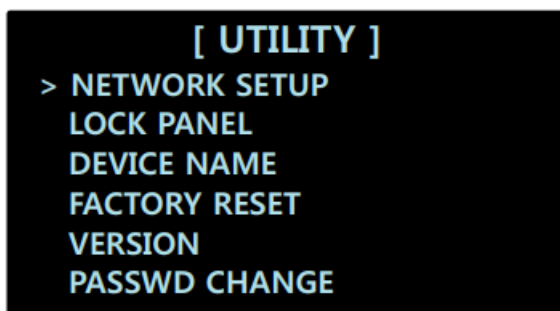 [ UTILITY ]
> NETWORK SETUP
LOCK PANEL
DEVICE NAME
FACTORY RESET
VERSION
PASSWD CHANGE